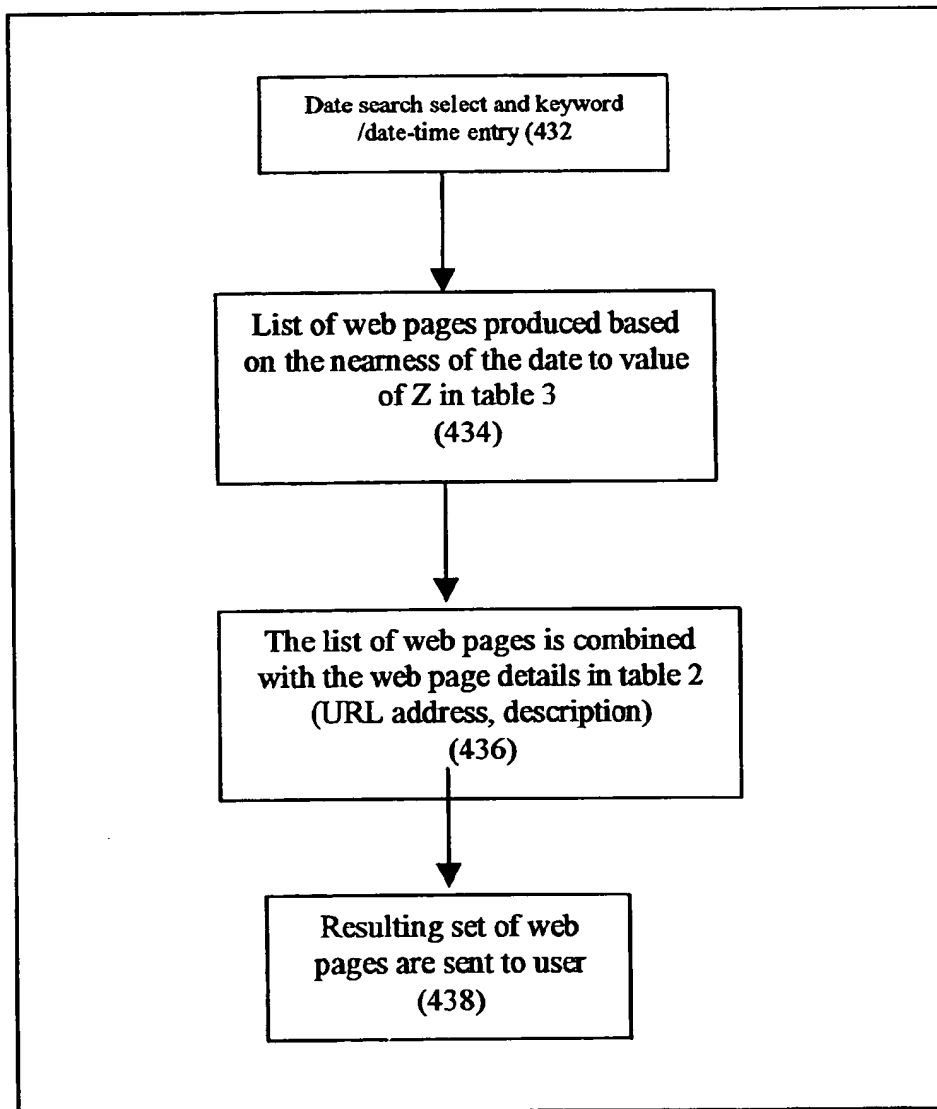 Date search select and keyword
/date-time entry (432
List of web pages produced based
on the nearness of the date to value
of Z in table 3
(434)
The list of web pages is combined
with the web page details in table 2
(URL address, description)
(436)
Resulting set of web
pages are sent to user
(438)